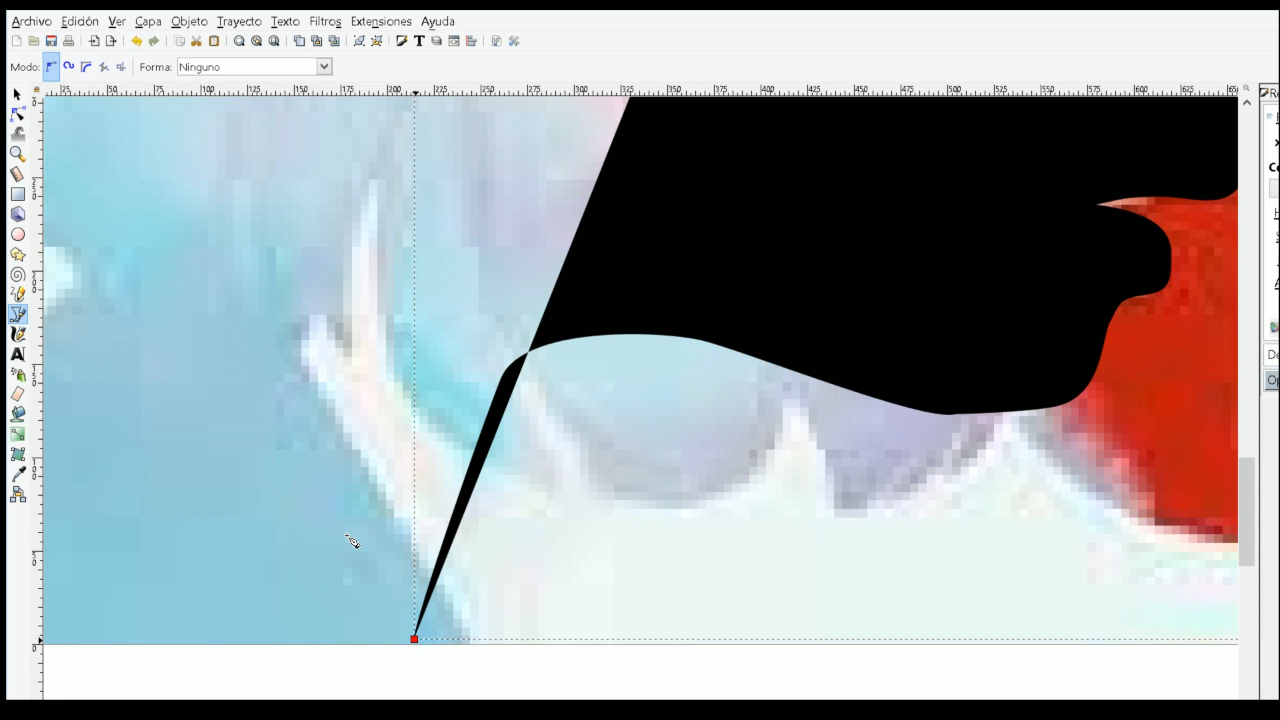 Archivo Edición Ver Capa Objeto Trayecto Texto Filtros Extensiones Ayuda
Modo: Forma: Ninguno
25 50 75 100 125 150 175 200 225 250 275 300 325 350 375 400 425 450 475 500 525 550 575 600 625